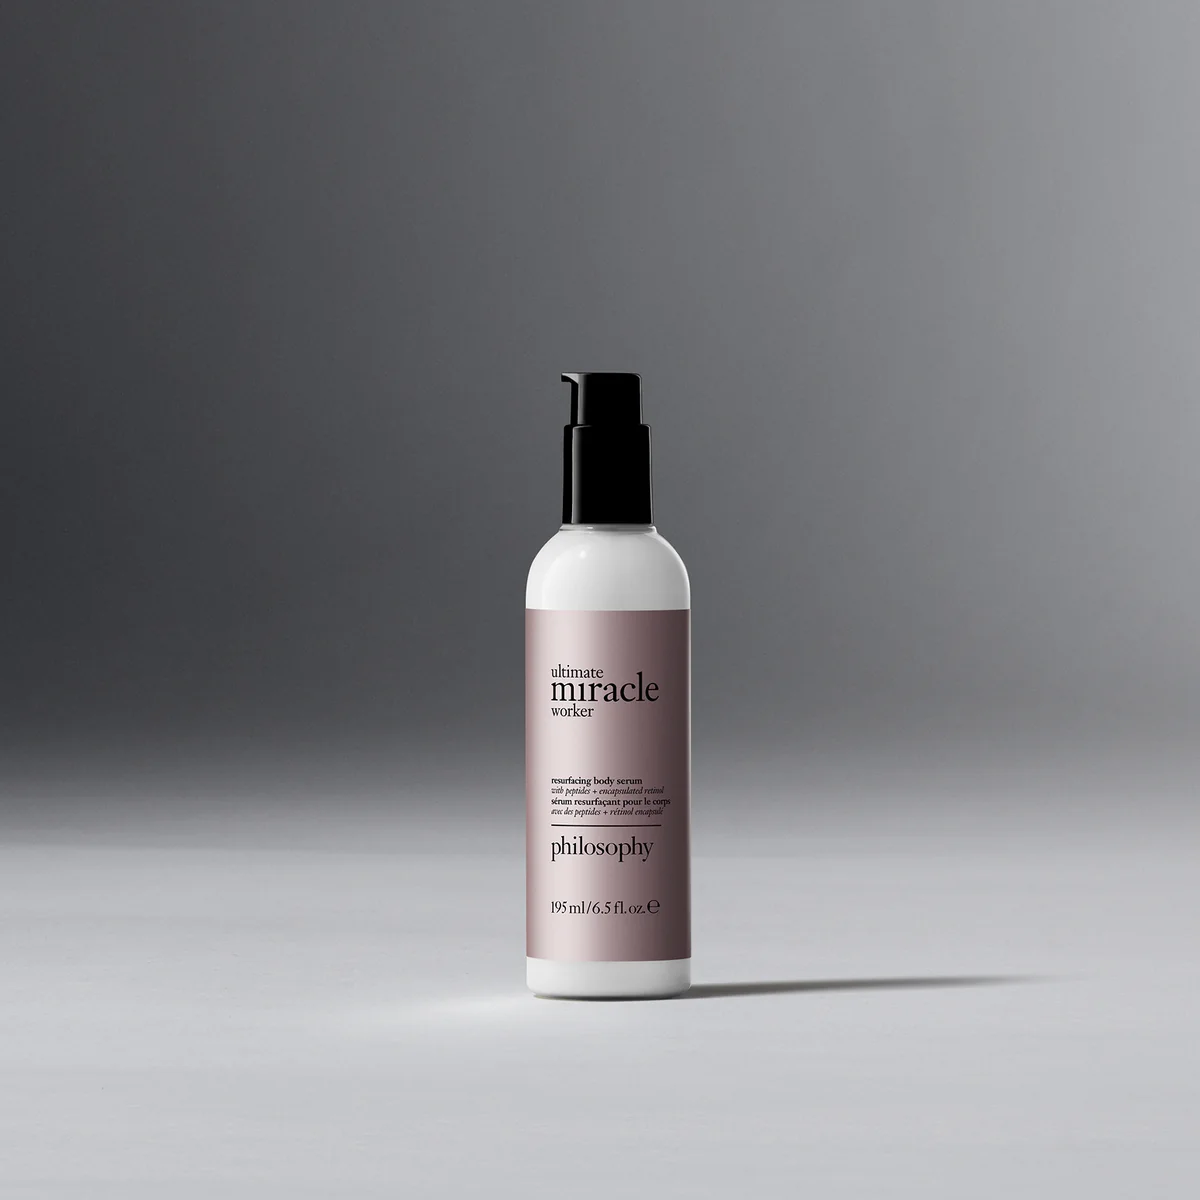 ultimate
miracle
worker
resurfacing body serum
with peptides + encapsulated retinol
sérum resurfaçant pour le corps
avec des peptides + rétinol encapsulé
philosophy
195 ml/6.5 fl. oz. ℮